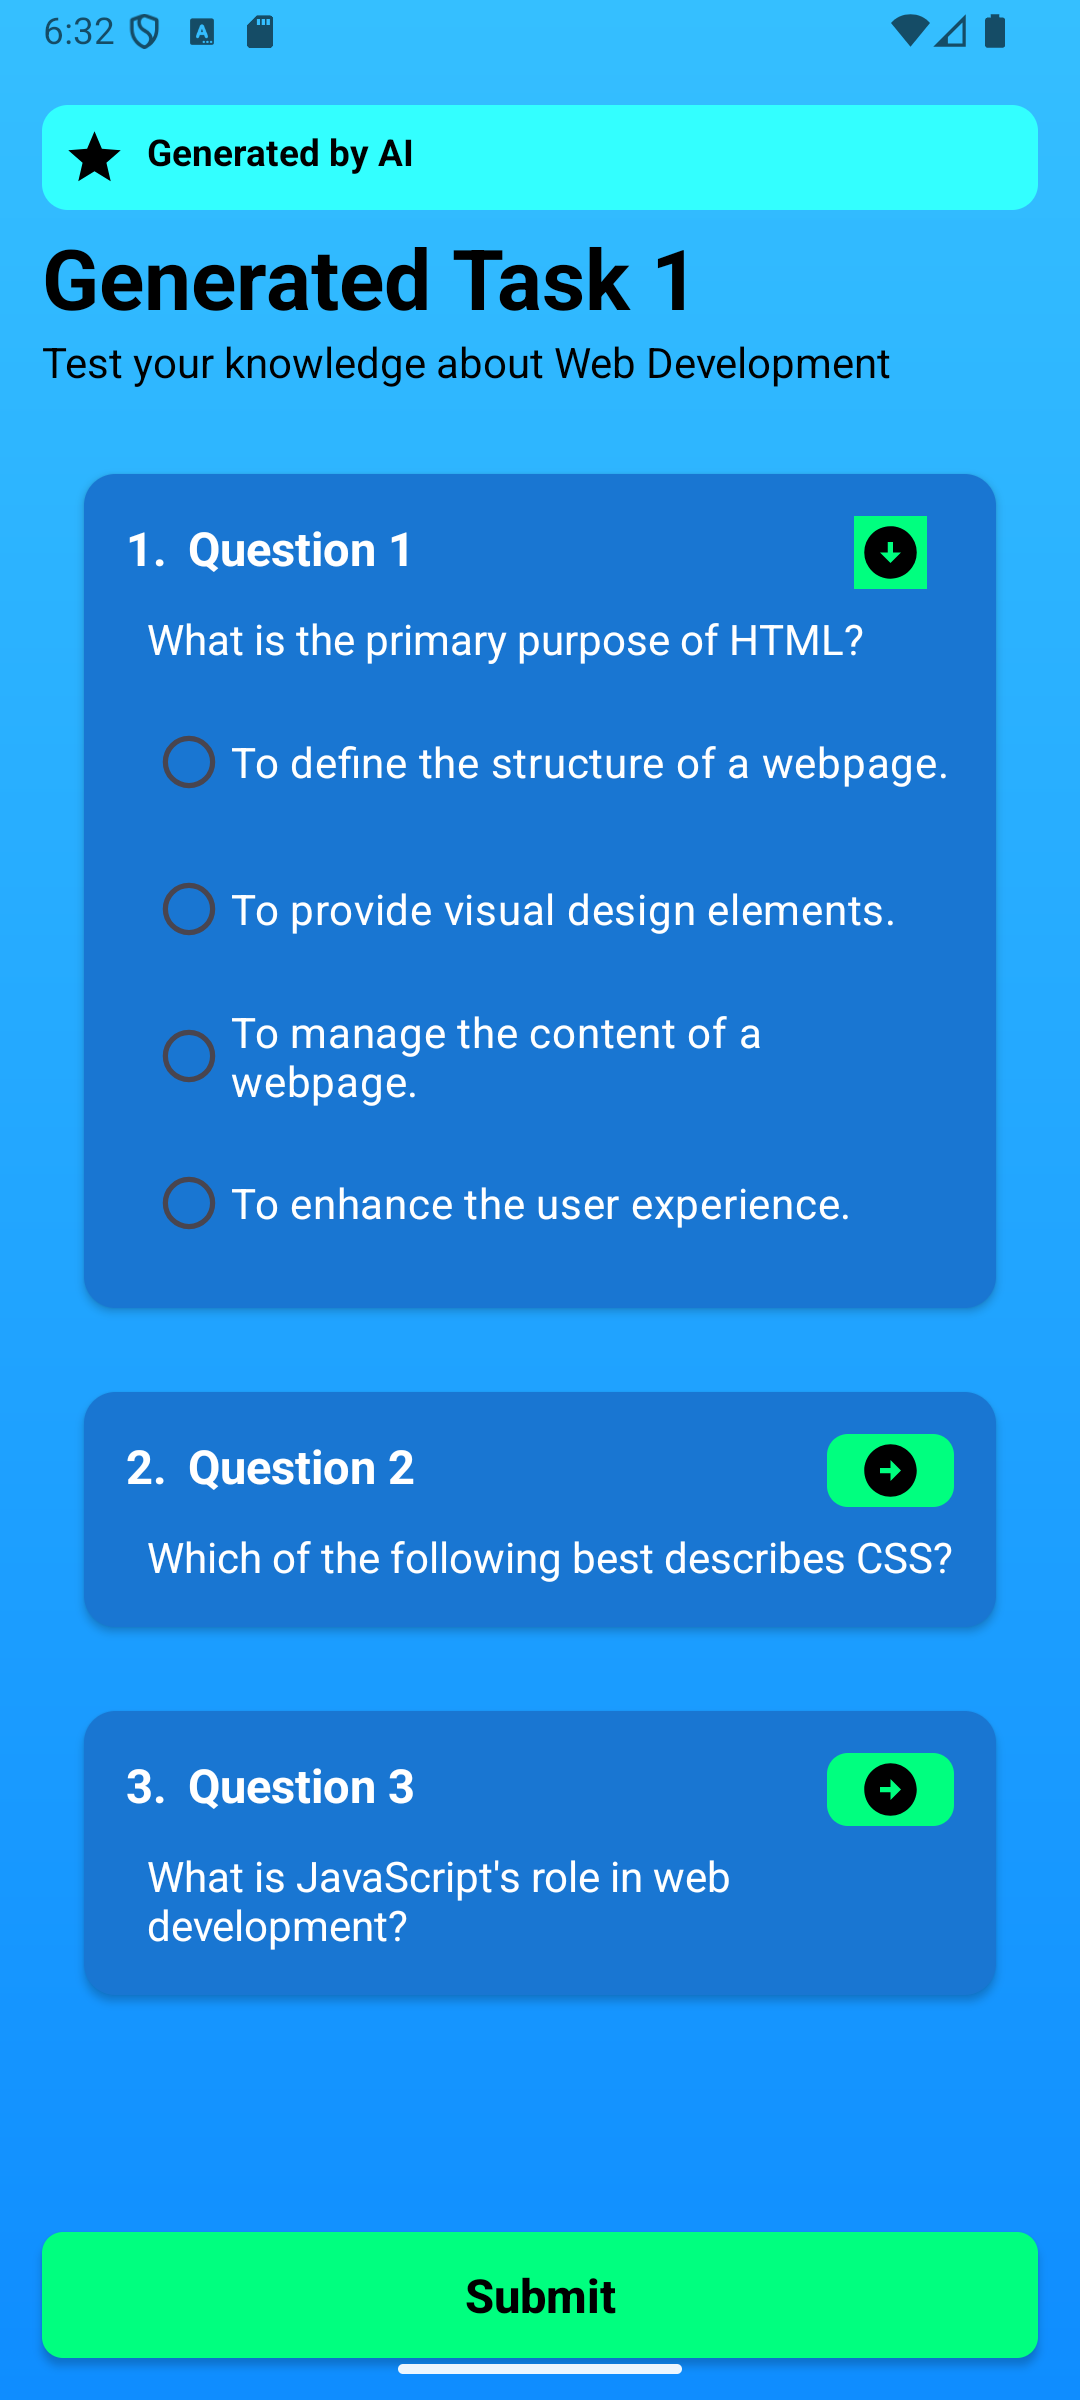 6:32
Generated by AI
Generated Task 1
Test your knowledge about Web Development
1. Question 1
What is the primary purpose of HTML?
To define the structure of a webpage.
To provide visual design elements.
To manage the content of a
webpage.
To enhance the user experience.
2. Question 2
Which of the following best describes CSS?
3. Question 3
What is JavaScript's role in web
development?
Submit